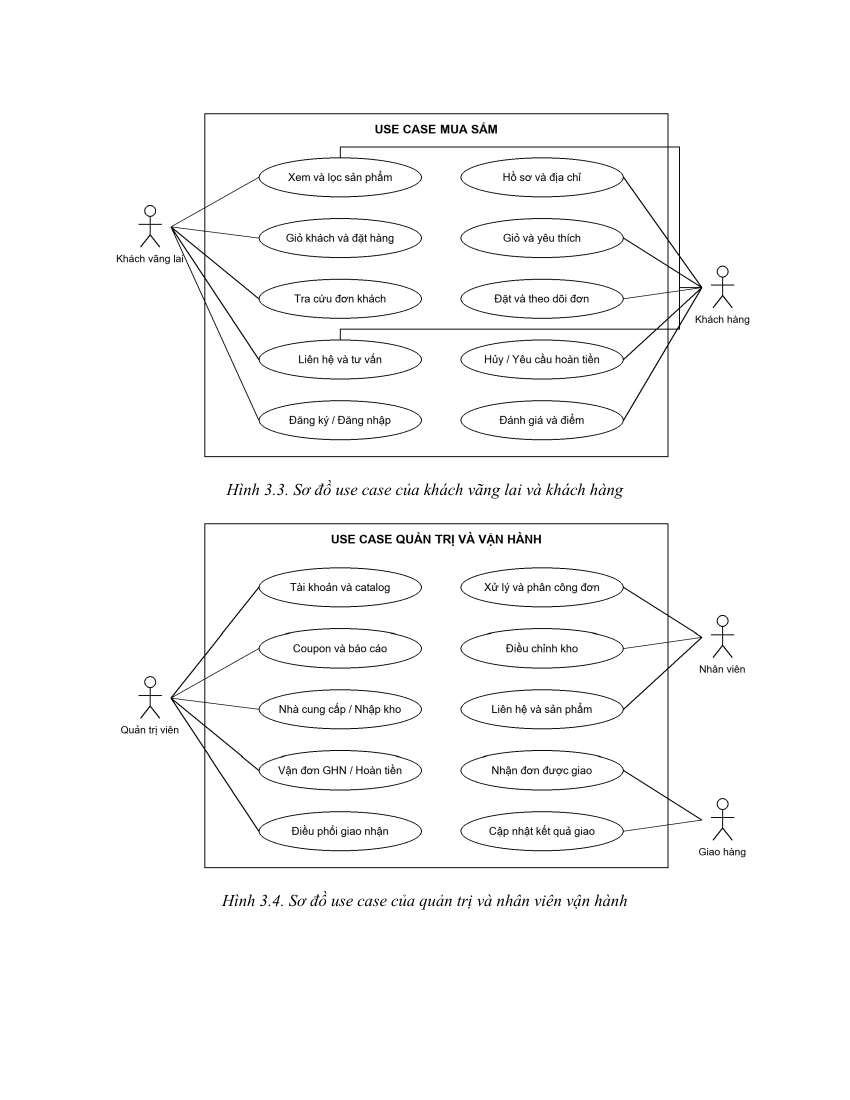 USE CASE MUA SẮM
Xem và lọc sản phẩm
Hồ sơ và địa chỉ
Giỏ khách và đặt hàng
Giỏ và yêu thích
Khách vãng lai
Tra cứu đơn khách
Đặt và theo dõi đơn
Khách hàng
Liên hệ và tư vấn
Hủy / Yêu cầu hoàn tiền
Đăng ký / Đăng nhập
Đánh giá và điểm
Hình 3.3. Sơ đồ use case của khách vãng lai và khách hàng
USE CASE QUẢN TRỊ VÀ VẬN HÀNH
Tài khoản và catalog
Xử lý và phân công đơn
Coupon và báo cáo
Điều chỉnh kho
Nhân viên
Nhà cung cấp / Nhập kho
Liên hệ và sản phẩm
Quản trị viên
Vận đơn GHN / Hoàn tiền
Nhận đơn được giao
Điều phối giao nhận
Cập nhật kết quả giao
Giao hàng
Hình 3.4. Sơ đồ use case của quản trị và nhân viên vận hành